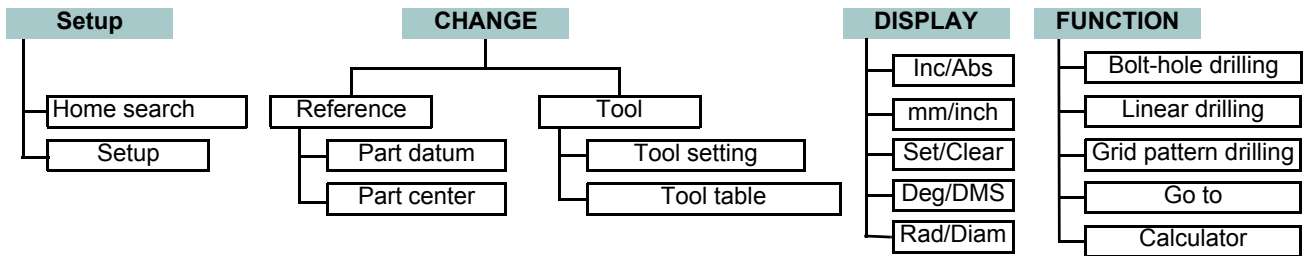 Setup
Home search
Setup
CHANGE
Reference
Part datum
Part center
Tool
Tool setting
Tool table
DISPLAY
Inc/Abs
mm/inch
Set/Clear
Deg/DMS
Rad/Diam
FUNCTION
Bolt-hole drilling
Linear drilling
Grid pattern drilling
Go to
Calculator